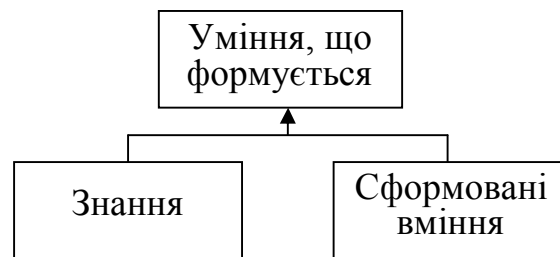 Уміння, що
формується
Знання
Сформовані
вміння